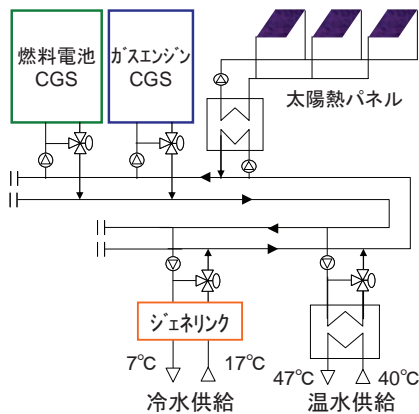 燃料電池
CGS
ｶﾞｽｴﾝｼﾞﾝ
CGS
太陽熱パネル
ｼﾞｪﾈﾘﾝｸ
7℃
17℃
47℃
40℃
冷水供給
温水供給